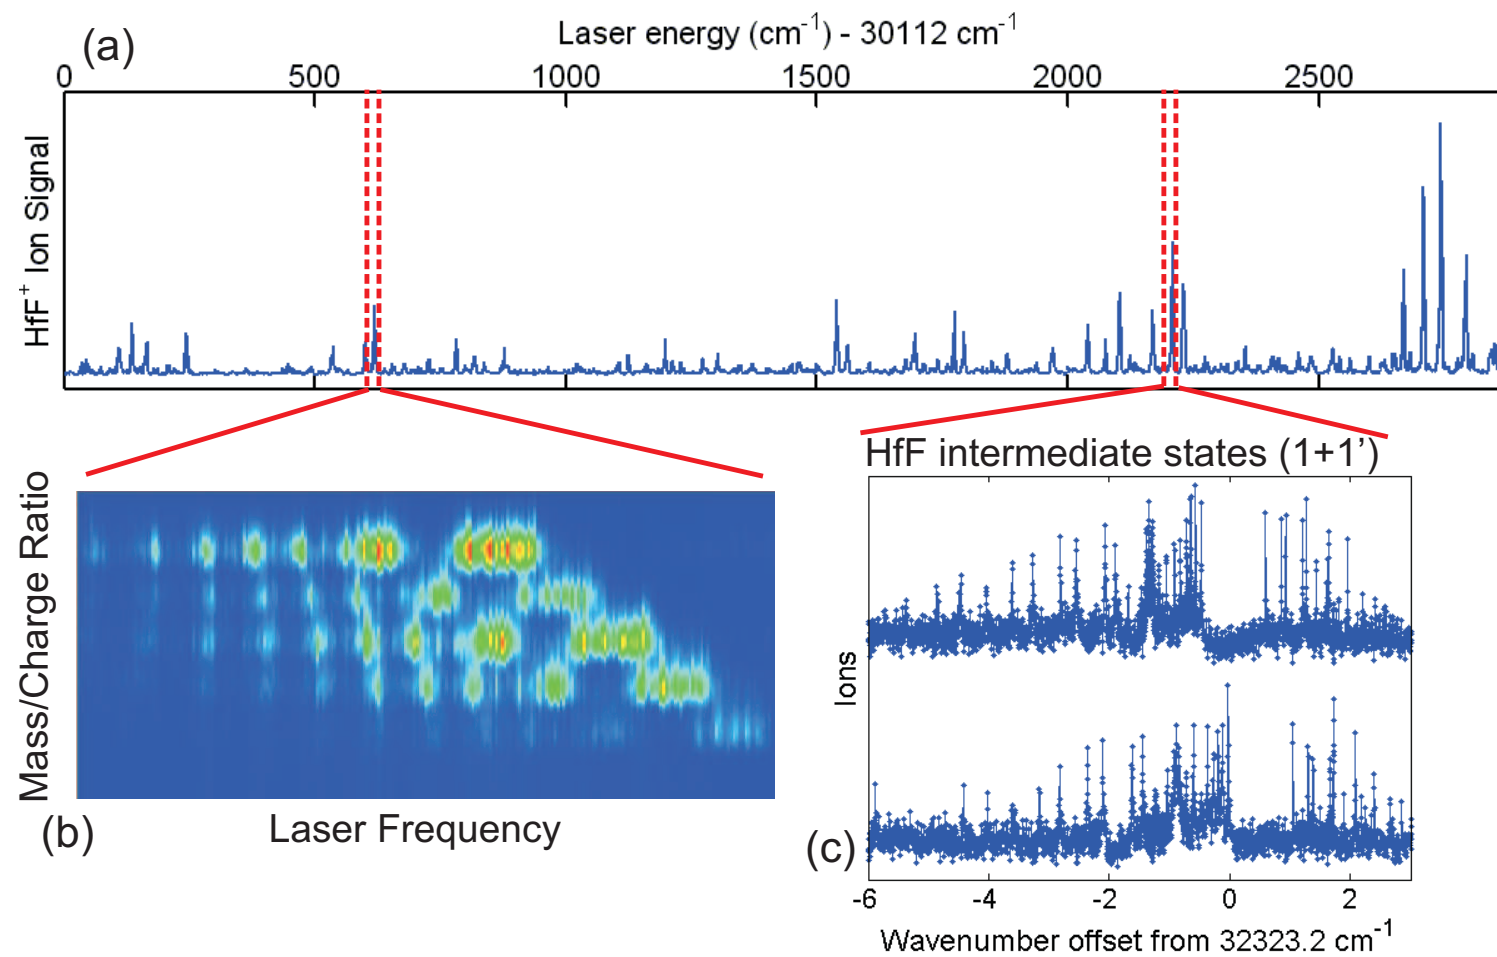 (a)
Laser energy (cm⁻¹) - 30112 cm⁻¹
0 500 1000 1500 2000 2500
HfF⁺ Ion Signal
HfF intermediate states (1+1’)
Mass/Charge Ratio
(b)
Laser Frequency
Ions
(c)
-6 -4 -2 0 2
Wavenumber offset from 32323.2 cm⁻¹